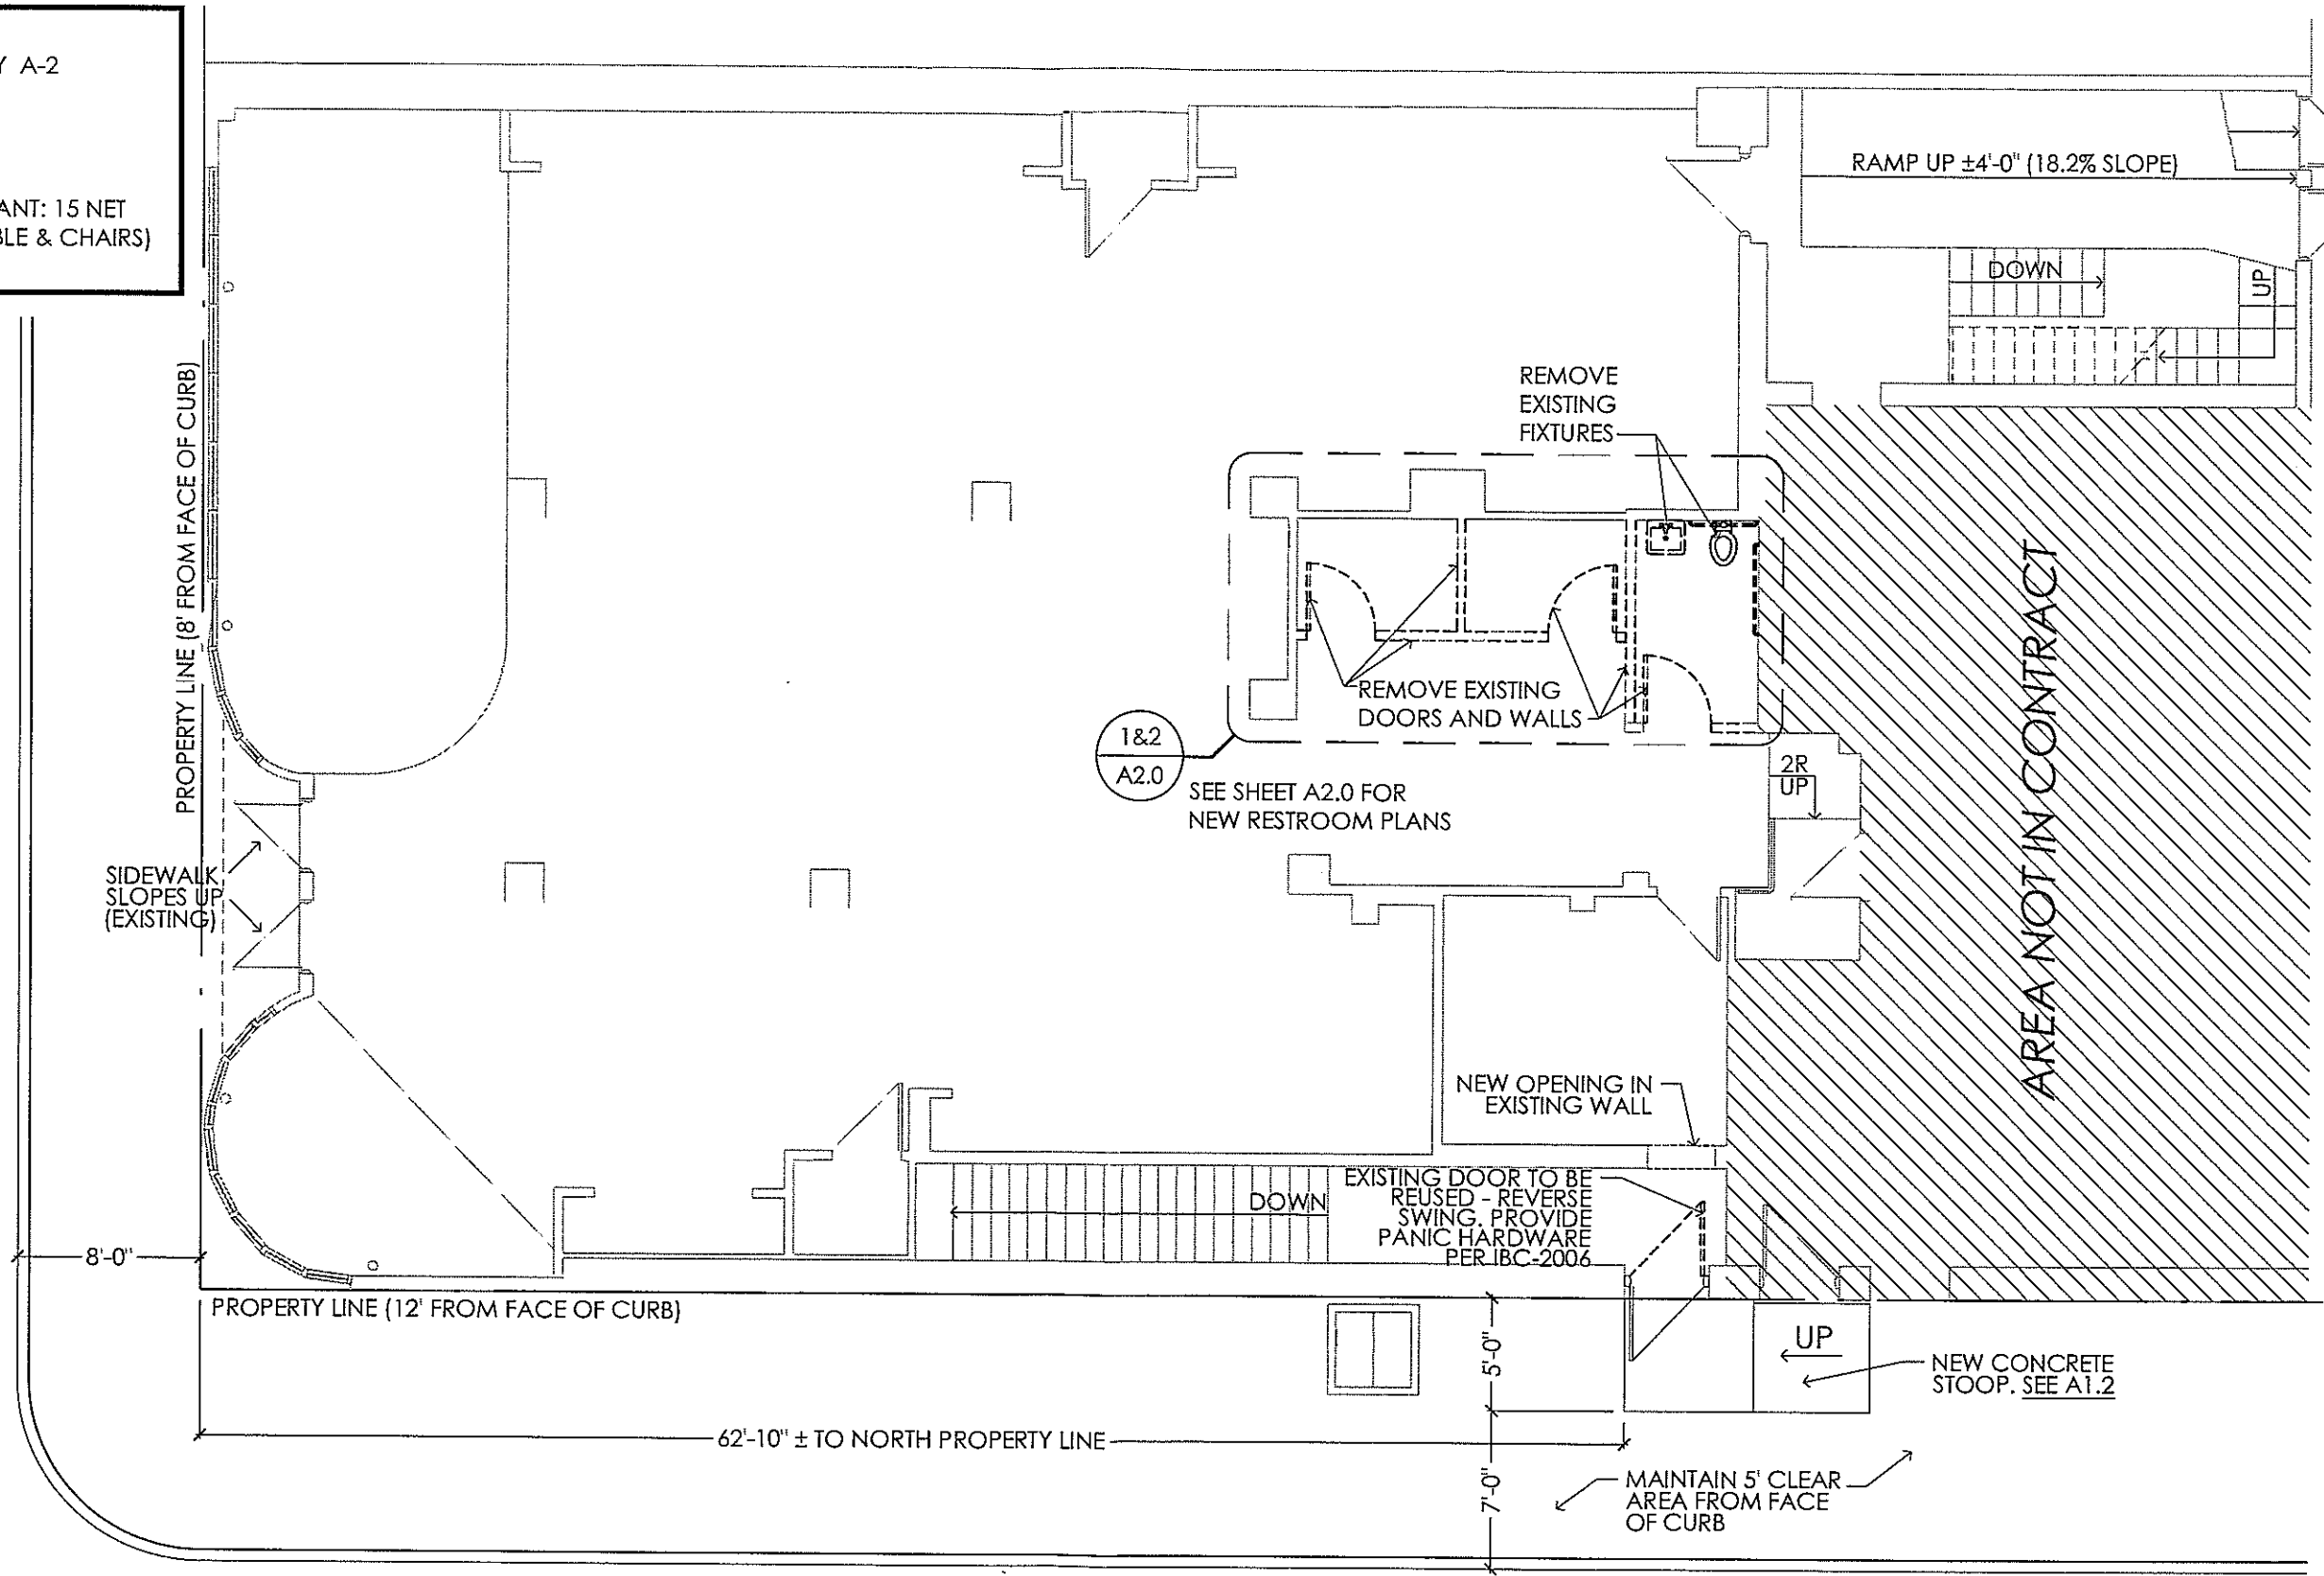 A-2
15 NET
& CHAIRS)
RAMP UP ±4'-0" (18.2% SLOPE)
DOWN
UP
PROPERTY LINE (8' FROM FACE OF CURB)
REMOVE
EXISTING
FIXTURES
REMOVE EXISTING
DOORS AND WALLS
1&2
A2.0
SEE SHEET A2.0 FOR
NEW RESTROOM PLANS
2R
UP
AREA NOT IN CONTRACT
SIDEWALK
SLOPES UP
(EXISTING)
NEW OPENING IN
EXISTING WALL
DOWN
EXISTING DOOR TO BE
REUSED - REVERSE
SWING. PROVIDE
PANIC HARDWARE
PER IBC-2006
8'-0"
PROPERTY LINE (12' FROM FACE OF CURB)
5'-0"
UP
NEW CONCRETE
STOOP. SEE A1.2
62'-10" ± TO NORTH PROPERTY LINE
7'-0"
MAINTAIN 5' CLEAR
AREA FROM FACE
OF CURB